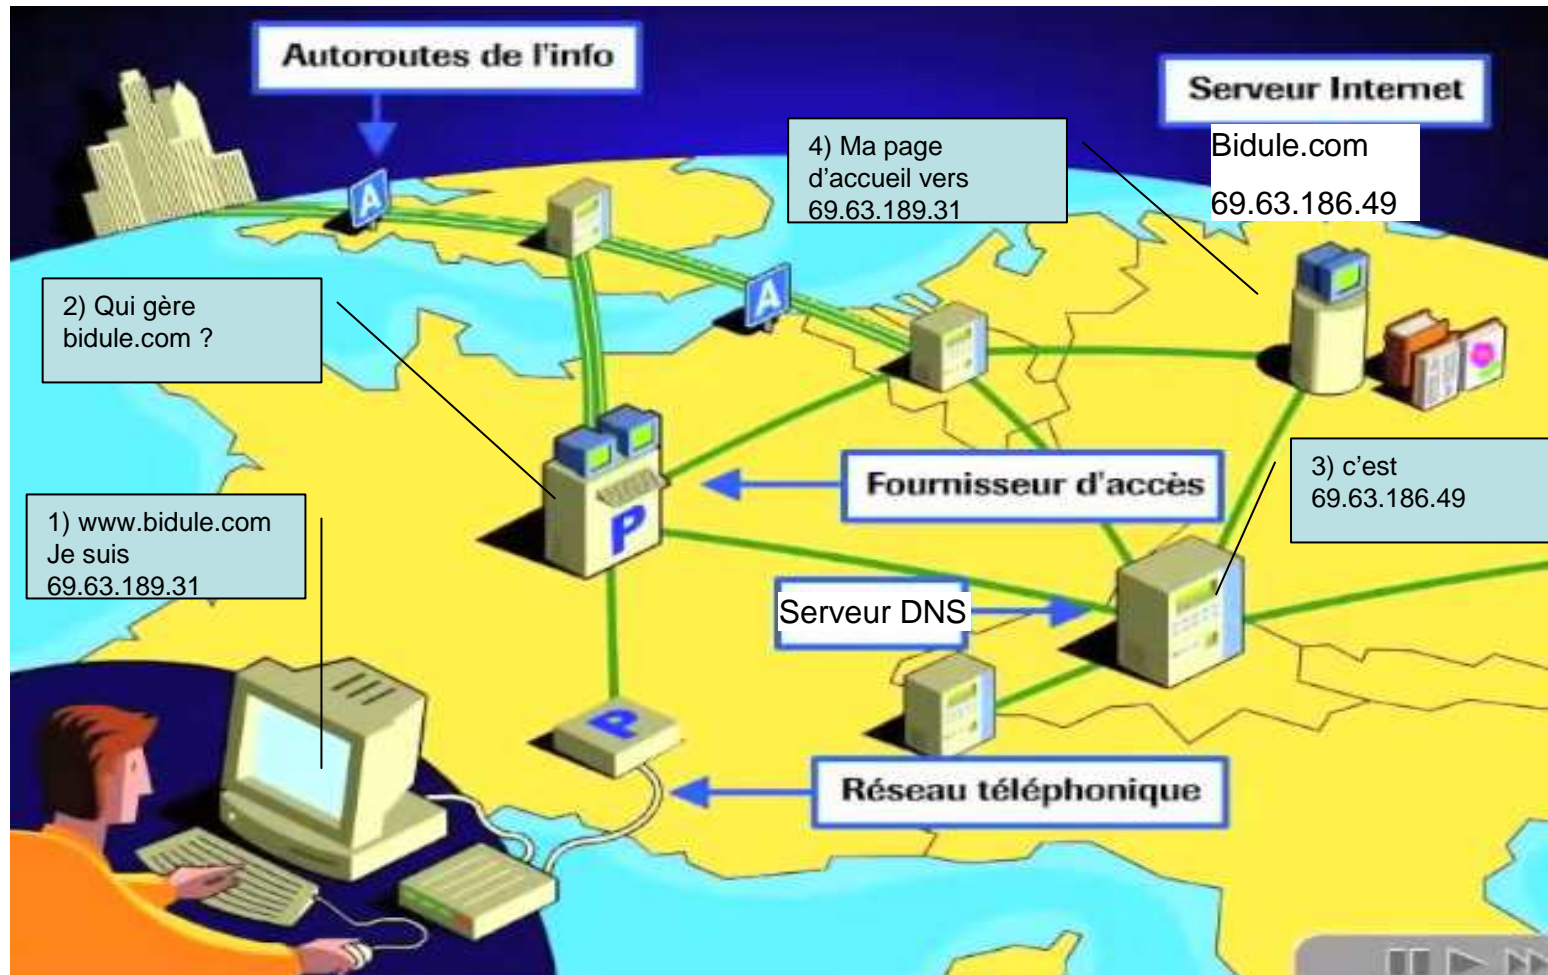 Autoroutes de l'info
Serveur Internet
Bidule.com
69.63.186.49
4) Ma page
d'accueil vers
69.63.189.31
A
A
2) Qui gère
bidule.com ?
Fournisseur d'accès
3) c'est
69.63.186.49
1) www.bidule.com
Je suis
69.63.189.31
P
Serveur DNS
P
Réseau téléphonique